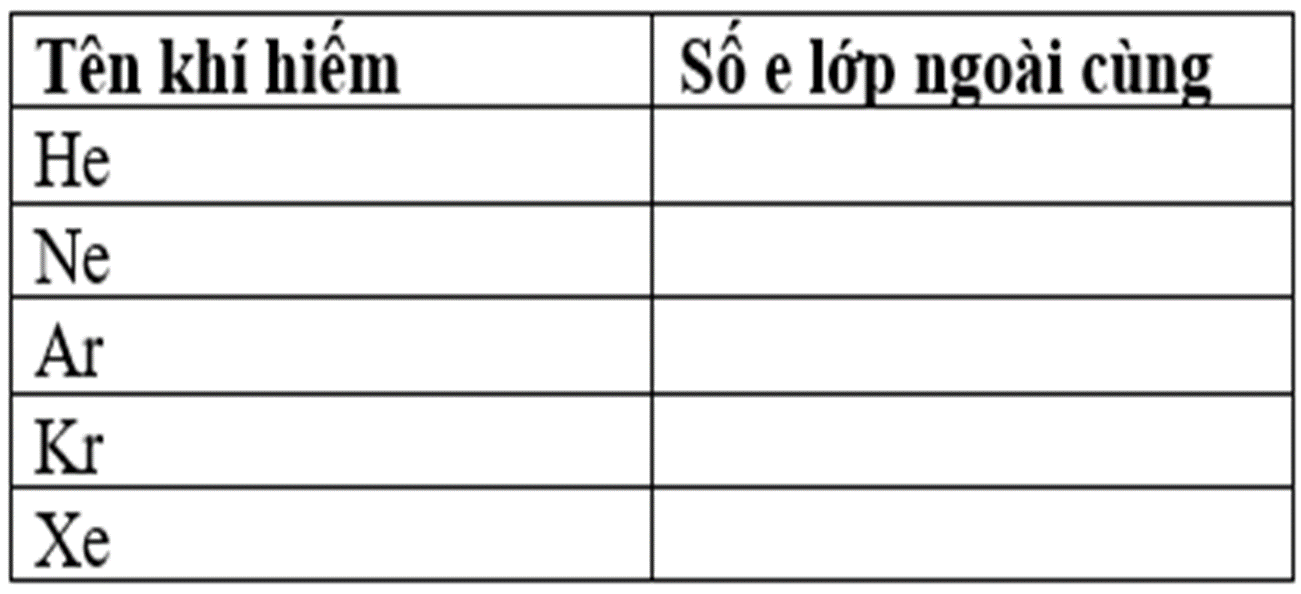 Tên khí hiếm Số e lớp ngoài cùng
He
Ne
Ar
Kr
Xe